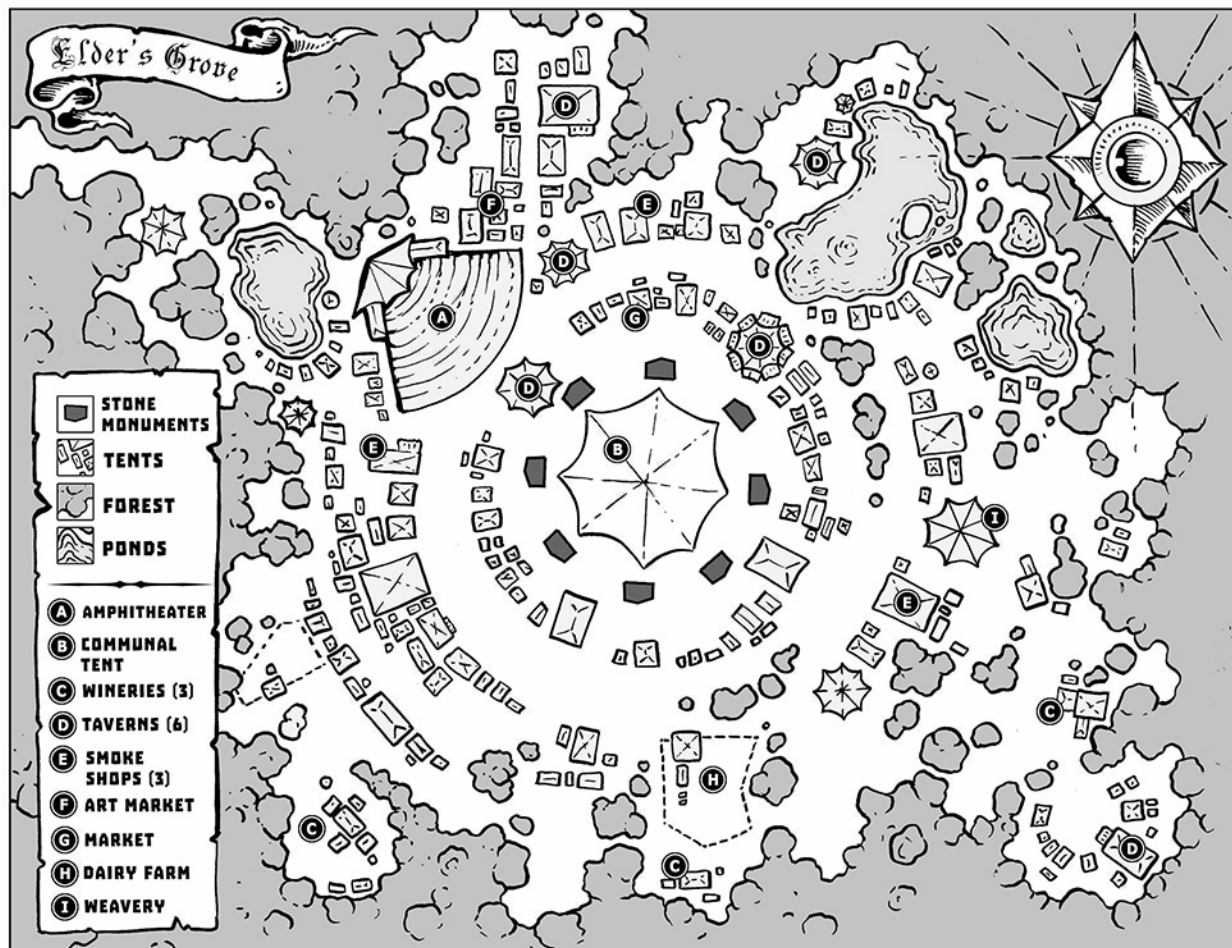 Elder's Grove
STONE
MONUMENTS
TENTS
FOREST
PONDS
A AMPHITHEATER
B COMMUNAL
TENT
C WINERIES (3)
D TAVERNS (6)
E SMOKE
SHOPS (3)
F ART MARKET
G MARKET
H DAIRY FARM
I WEAVERY
D
D
F
E
D
A
G
D
D
E
B
I
E
C
H
C
D
C